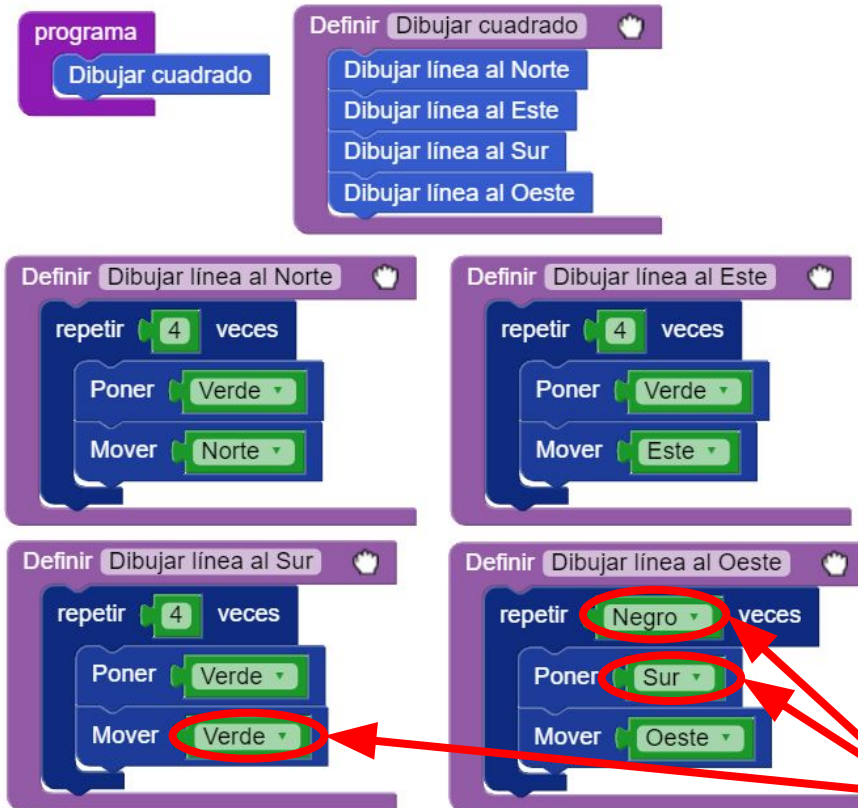 programa
Dibujar cuadrado
Definir Dibujar cuadrado
Dibujar línea al Norte
Dibujar línea al Este
Dibujar línea al Sur
Dibujar línea al Oeste
Definir Dibujar línea al Norte
repetir 4 veces
Poner Verde
Mover Norte
Definir Dibujar línea al Este
repetir 4 veces
Poner Verde
Mover Este
Definir Dibujar línea al Sur
repetir 4 veces
Poner Verde
Mover Verde
Definir Dibujar línea al Oeste
repetir Negro veces
Poner Sur
Mover Oeste